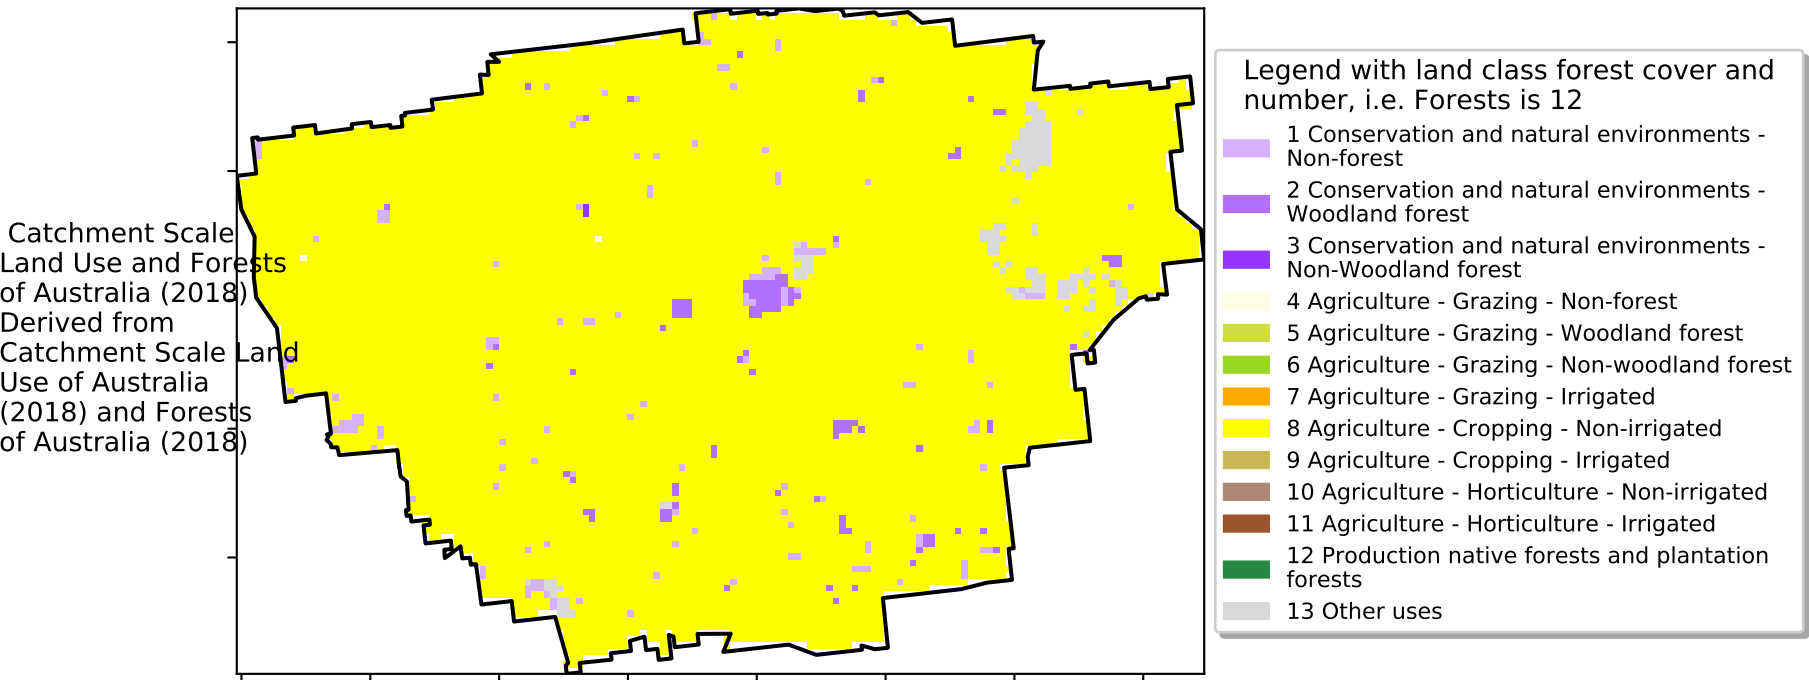 Catchment Scale
Land Use and Forests
of Australia (2018)
Derived from
Catchment Scale Land
Use of Australia
(2018) and Forests
of Australia (2018)
Legend with land class forest cover and
number, i.e. Forests is 12
1 Conservation and natural environments -
Non-forest
2 Conservation and natural environments -
Woodland forest
3 Conservation and natural environments -
Non-Woodland forest
4 Agriculture - Grazing - Non-forest
5 Agriculture - Grazing - Woodland forest
6 Agriculture - Grazing - Non-woodland forest
7 Agriculture - Grazing - Irrigated
8 Agriculture - Cropping - Non-irrigated
9 Agriculture - Cropping - Irrigated
10 Agriculture - Horticulture - Non-irrigated
11 Agriculture - Horticulture - Irrigated
12 Production native forests and plantation
forests
13 Other uses